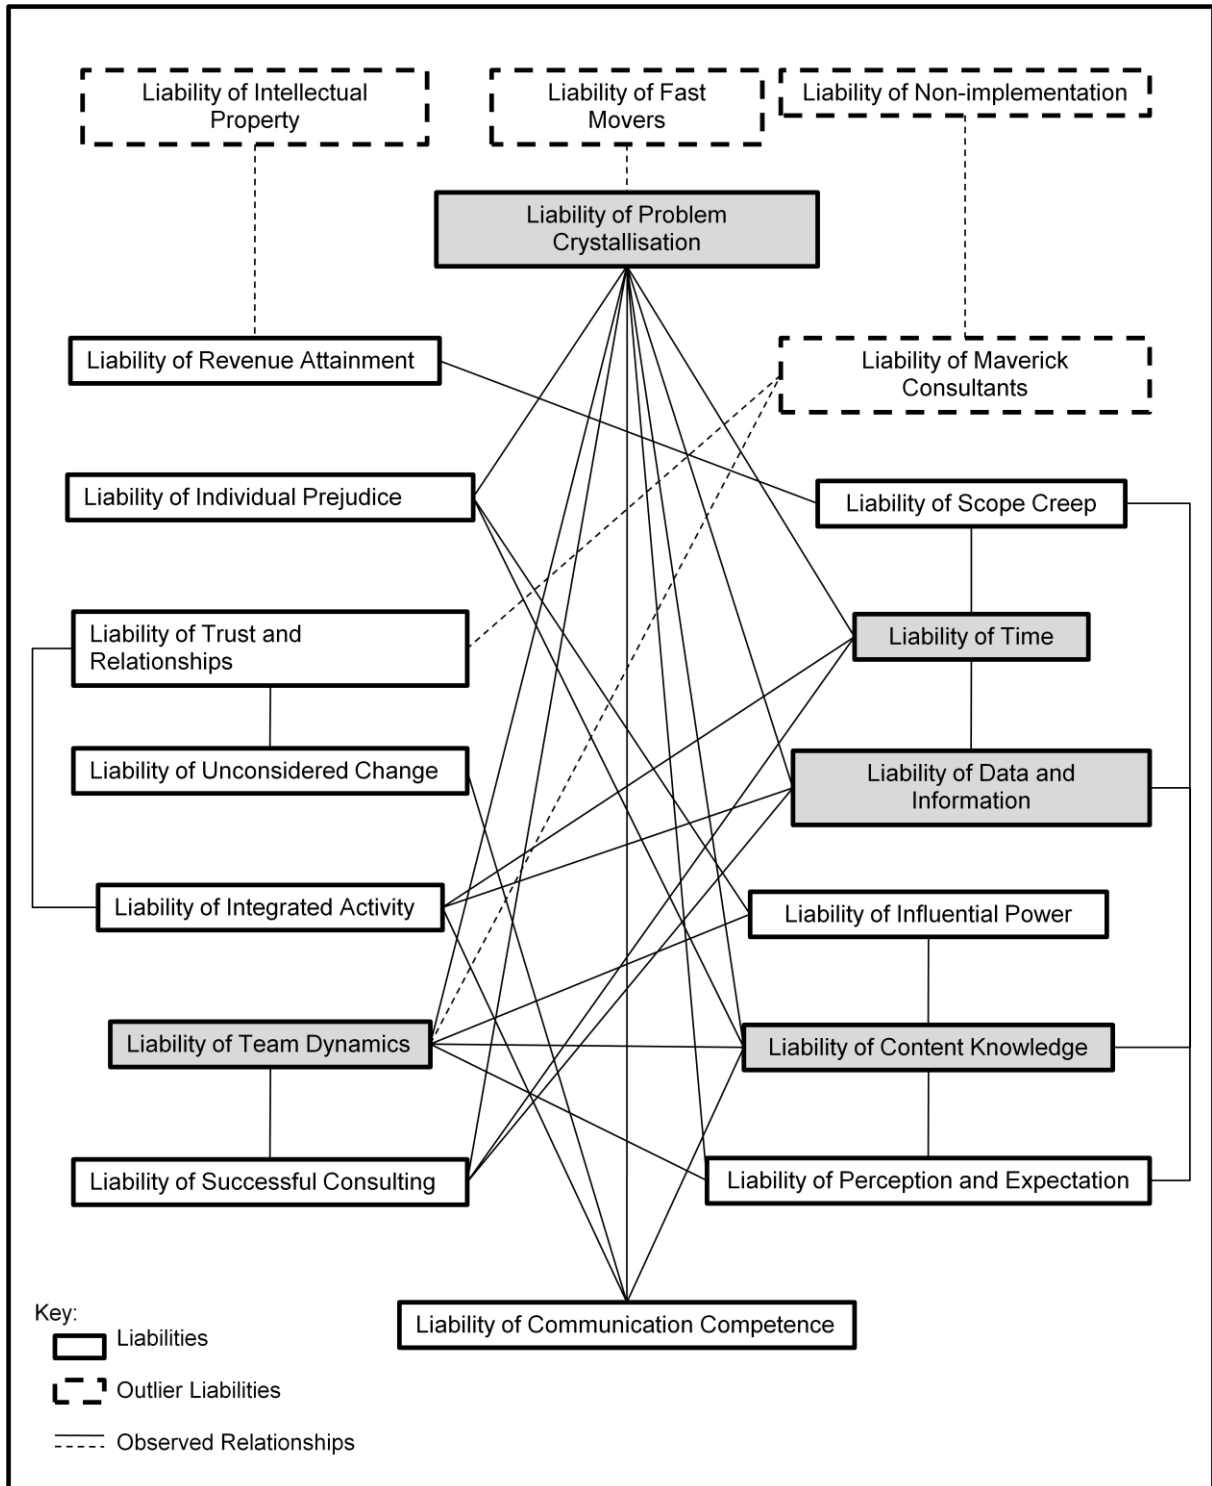 Liability of Intellectual
Property
Liability of Fast
Movers
Liability of Non-implementation
Liability of Problem
Crystallisation
Liability of Revenue Attainment
Liability of Maverick
Consultants
Liability of Individual Prejudice
Liability of Scope Creep
Liability of Trust and
Relationships
Liability of Time
Liability of Unconsidered Change
Liability of Data and
Information
Liability of Integrated Activity
Liability of Influential Power
Liability of Team Dynamics
Liability of Content Knowledge
Liability of Successful Consulting
Liability of Perception and Expectation
Liability of Communication Competence
Key:
Liabilities
Outlier Liabilities
Observed Relationships